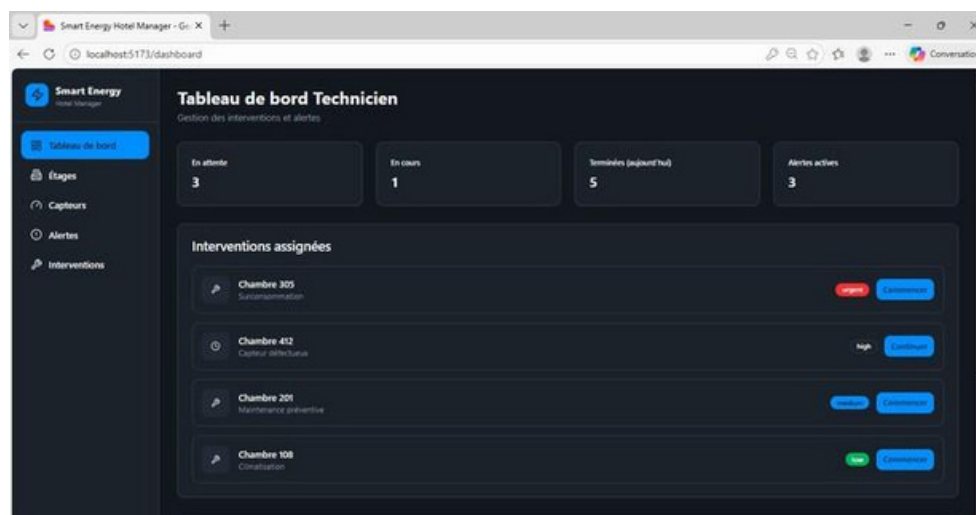 Smart Energy Hotel Manager - Ge
localhost:5173/dashboard
Conversatio
Smart Energy
Hotel Manager
Tableau de bord
Étages
Capteurs
Alertes
Interventions
Tableau de bord Technicien
Gestion des interventions et alertes
En attente
3
En cours
1
Terminées (aujourd'hui)
5
Alertes actives
3
Interventions assignées
Chambre 305
Surconsommation
urgent
Commencer
Chambre 412
Capteur défectueux
high
Continuer
Chambre 201
Maintenance préventive
medium
Commencer
Chambre 108
Climatisation
low
Commencer